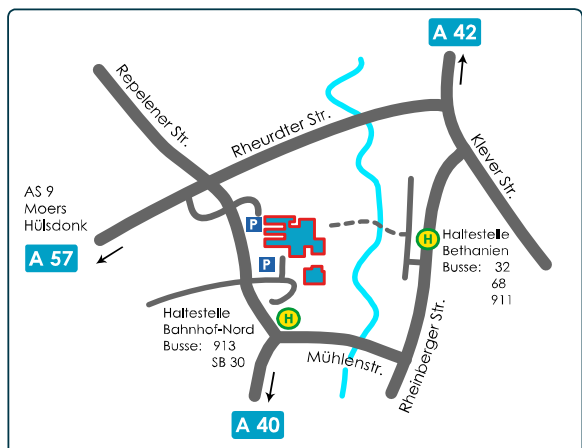 A 42
Repelener Str.
Rheurdter Str.
Klever Str.
AS 9
Moers
Hülsdonk
A 57
P
P
H
Haltestelle
Bethanien
Busse: 32
68
911
Haltestelle
Bahnhof-Nord
Busse: 913
SB 30
H
Mühlenstr.
Rheinberger Str.
A 40